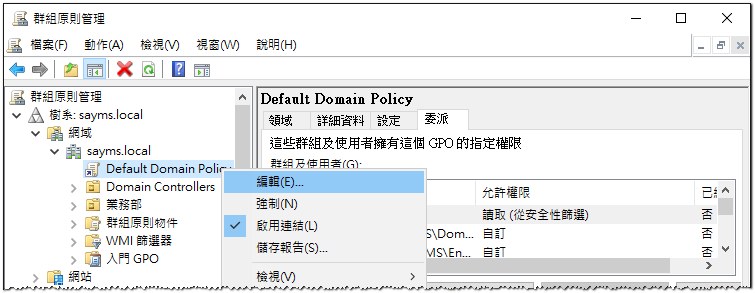 群組原則管理
檔案(F) 動作(A) 檢視(V) 視窗(W) 說明(H)
群組原則管理
樹系: sayms.local
網域
sayms.local
Default Domain Policy
Domain Controllers
業務部
群組原則物件
WMI 篩選器
入門 GPO
網站
Default Domain Policy
領域 詳細資料 設定 委派
這些群組及使用者擁有這個 GPO 的指定權限
群組及使用者(G):
允許權限
讀取 (從安全性篩選) 否
S\Dom... 自訂 否
MS\En... 自訂 否
編輯(E)...
強制(N)
啟用連結(L)
儲存報告(S)...
檢視(V)